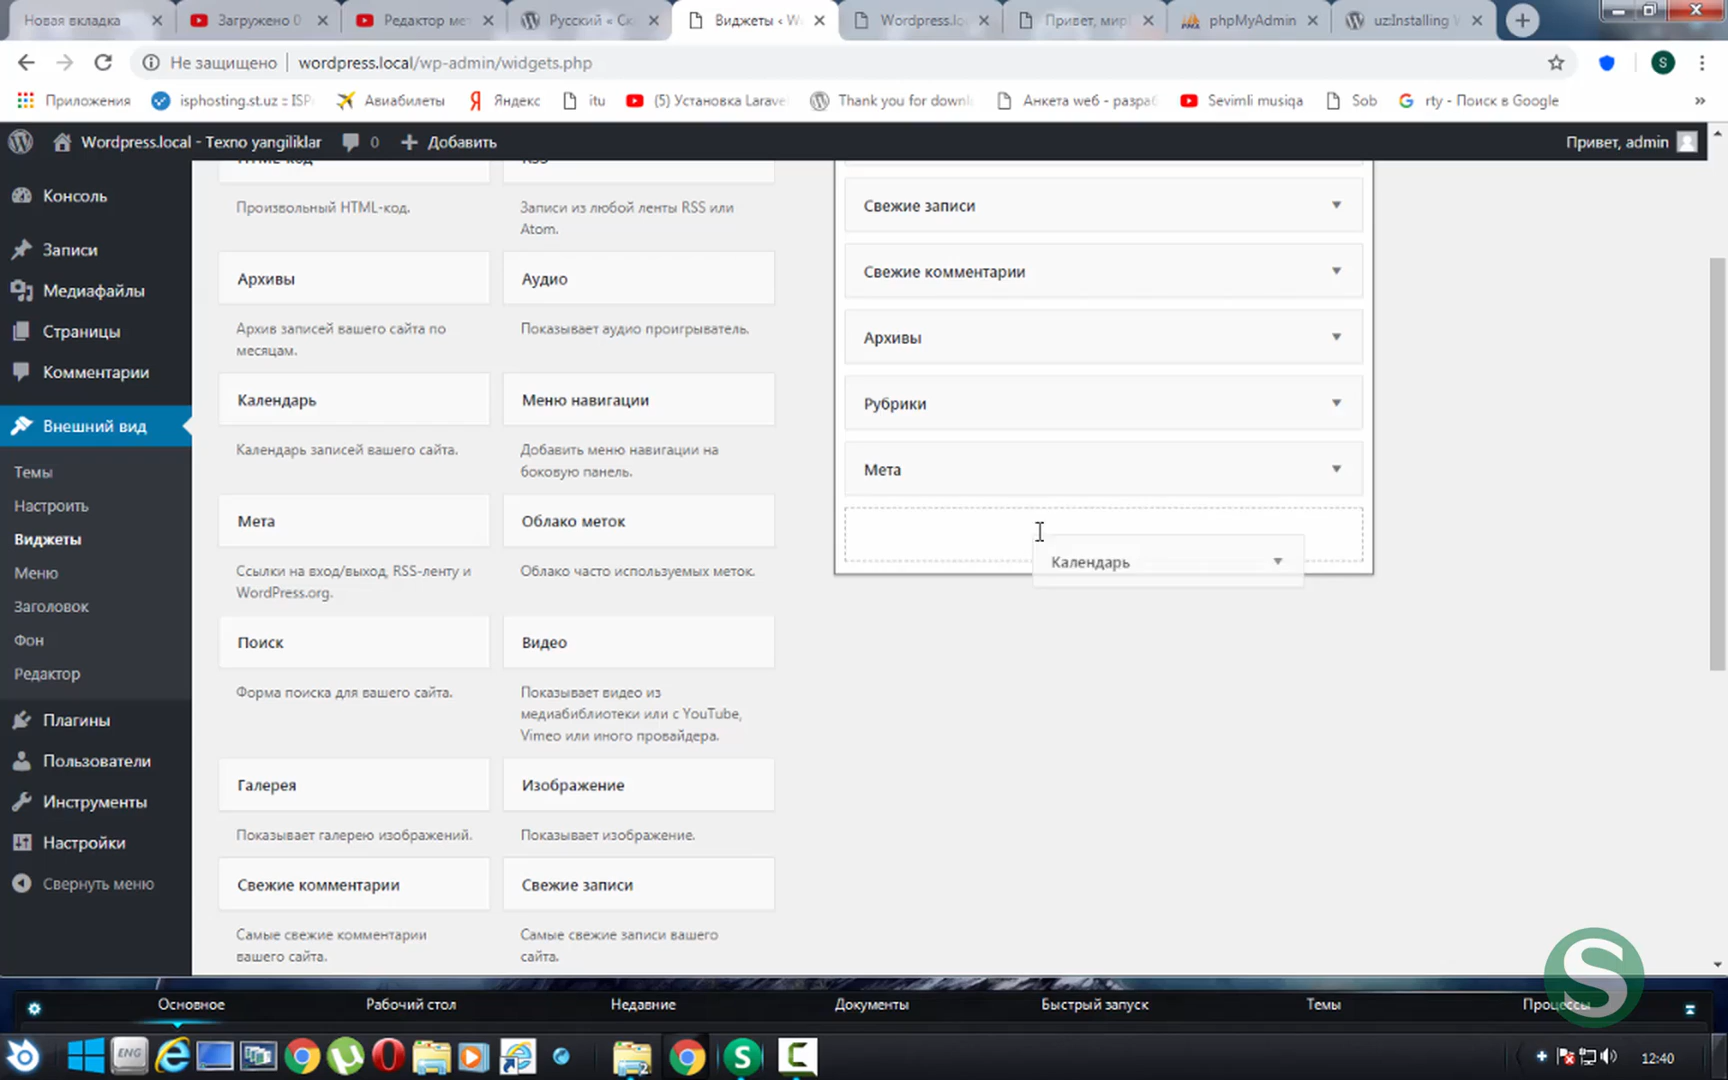 Новая вкладка
Загружено 0
Редактор мет
Русский « Ск
Виджеты ‹ W
Wordpress.lo
Привет, мир!
phpMyAdmin
uz:Installing
Не защищено
wordpress.local/wp-admin/widgets.php
S
Приложения
isphosting.st.uz :: ISP
Авиабилеты
Яндекс
itu
(5) Установка Larave
Thank you for downl
Анкета web - разраб
Sevimli musiqa
Sob
rty - Поиск в Google
»
Wordpress.local - Texno yangiliklar
0
Добавить
Привет, admin
Консоль
Записи
Медиафайлы
Страницы
Комментарии
Внешний вид
Темы
Настроить
Виджеты
Меню
Заголовок
Фон
Редактор
Плагины
Пользователи
Инструменты
Настройки
Свернуть меню
HTML-код
RSS
Произвольный HTML-код.
Записи из любой ленты RSS или
Atom.
Архивы
Аудио
Архив записей вашего сайта по
месяцам.
Показывает аудио проигрыватель.
Календарь
Меню навигации
Календарь записей вашего сайта.
Добавить меню навигации на
боковую панель.
Мета
Облако меток
Ссылки на вход/выход, RSS-ленту и
WordPress.org.
Облако часто используемых меток.
Поиск
Видео
Форма поиска для вашего сайта.
Показывает видео из
медиабиблиотеки или с YouTube,
Vimeo или иного провайдера.
Галерея
Изображение
Показывает галерею изображений.
Показывает изображение.
Свежие комментарии
Свежие записи
Самые свежие комментарии
вашего сайта.
Самые свежие записи вашего
сайта.
Свежие записи
Свежие комментарии
Архивы
Рубрики
Мета
Календарь
S
Основное
Рабочий стол
Недавние
Документы
Быстрый запуск
Темы
Процессы
ENG
S
12:40